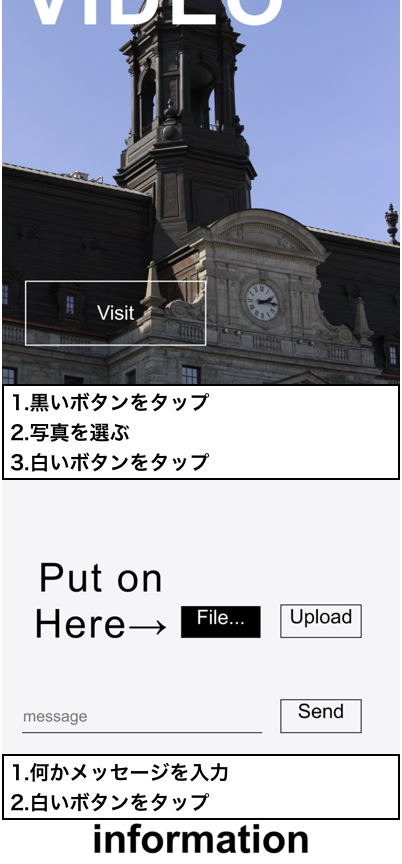 VIDEO
Visit
1.黒いボタンをタップ
2.写真を選ぶ
3.白いボタンをタップ
Put on
Here→
File...
Upload
message
Send
1.何かメッセージを入力
2.白いボタンをタップ
information